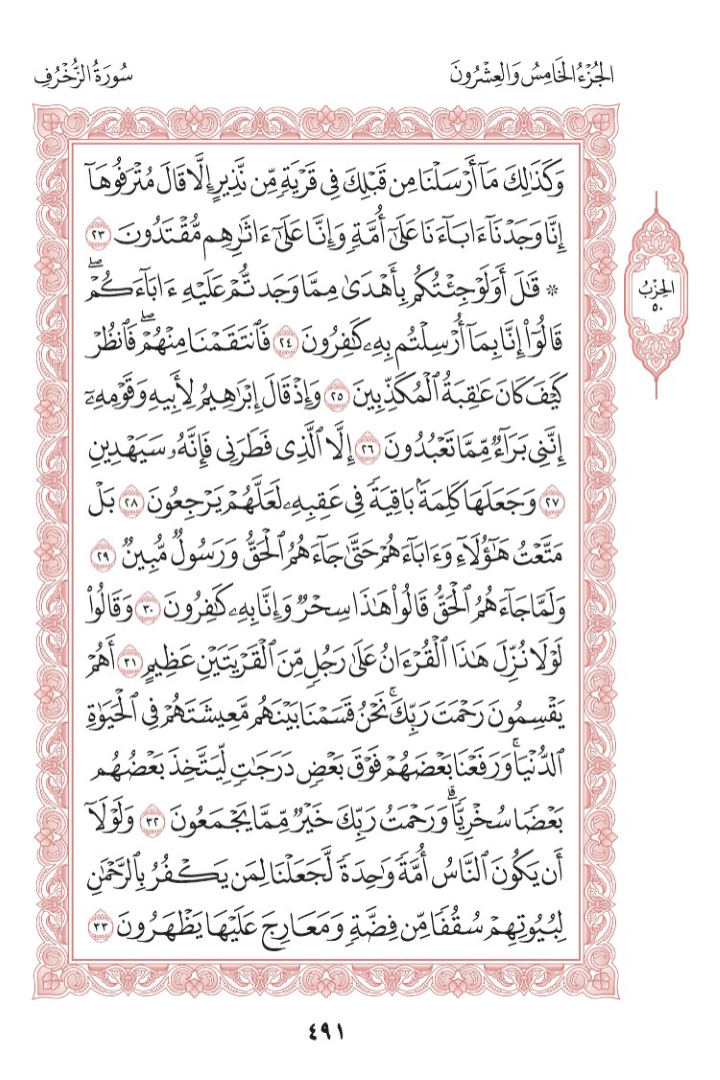 الجُزْءُ الخَامِسُ وَالعِشْرُونَ
سُورَةُ الزُّخْرُفِ
وَكَذَٰلِكَ مَآ أَرْسَلْنَا مِن قَبْلِكَ فِي قَرْيَةٖ مِّن نَّذِيرٍ إِلَّا قَالَ مُتْرَفُوهَآ
إِنَّا وَجَدْنَآ ءَابَآءَنَا عَلَىٰٓ أُمَّةٖ وَإِنَّا عَلَىٰٓ ءَاثَٰرِهِم مُّقْتَدُونَ ٢٣
۞ قَٰلَ أَوَلَوْ جِئْتُكُم بِأَهْدَىٰ مِمَّا وَجَدتُّمْ عَلَيْهِ ءَابَآءَكُمْۖ
قَالُوٓاْ إِنَّا بِمَآ أُرْسِلْتُم بِهِۦ كَٰفِرُونَ ٢٤ فَٱنتَقَمْنَا مِنْهُمْۖ فَٱنظُرْ
كَيْفَ كَانَ عَٰقِبَةُ ٱلْمُكَذِّبِينَ ٢٥ وَإِذْ قَالَ إِبْرَٰهِيمُ لِأَبِيهِ وَقَوْمِهِۦٓ
إِنَّنِي بَرَآءٞ مِّمَّا تَعْبُدُونَ ٢٦ إِلَّا ٱلَّذِي فَطَرَنِي فَإِنَّهُۥ سَيَهْدِينِ
٢٧ وَجَعَلَهَا كَلِمَةَۢ بَاقِيَةٗ فِي عَقِبِهِۦ لَعَلَّهُمْ يَرْجِعُونَ ٢٨ بَلْ
مَتَّعْتُ هَٰٓؤُلَآءِ وَءَابَآءَهُمْ حَتَّىٰ جَآءَهُمُ ٱلْحَقُّ وَرَسُولٞ مُّبِينٞ ٢٩
وَلَمَّا جَآءَهُمُ ٱلْحَقُّ قَالُواْ هَٰذَا سِحْرٞ وَإِنَّا بِهِۦ كَٰفِرُونَ ٣٠ وَقَالُواْ
لَوْلَا نُزِّلَ هَٰذَا ٱلْقُرْءَانُ عَلَىٰ رَجُلٖ مِّنَ ٱلْقَرْيَتَيْنِ عَظِيمٍ ٣١ أَهُمْ
يَقْسِمُونَ رَحْمَتَ رَبِّكَۚ نَحْنُ قَسَمْنَا بَيْنَهُم مَّعِيشَتَهُمْ فِي ٱلْحَيَوٰةِ
ٱلدُّنْيَاۚ وَرَفَعْنَا بَعْضَهُمْ فَوْقَ بَعْضٖ دَرَجَٰتٖ لِّيَتَّخِذَ بَعْضُهُم
بَعْضٗا سُخْرِيّٗاۗ وَرَحْمَتُ رَبِّكَ خَيْرٞ مِّمَّا يَجْمَعُونَ ٣٢ وَلَوْلَآ
أَن يَكُونَ ٱلنَّاسُ أُمَّةٗ وَٰحِدَةٗ لَّجَعَلْنَا لِمَن يَكْفُرُ بِٱلرَّحْمَٰنِ
لِبُيُوتِهِمْ سُقُفٗا مِّن فِضَّةٖ وَمَعَارِجَ عَلَيْهَا يَظْهَرُونَ ٣٣
الحِزْبُ
٥٠
٤٩١